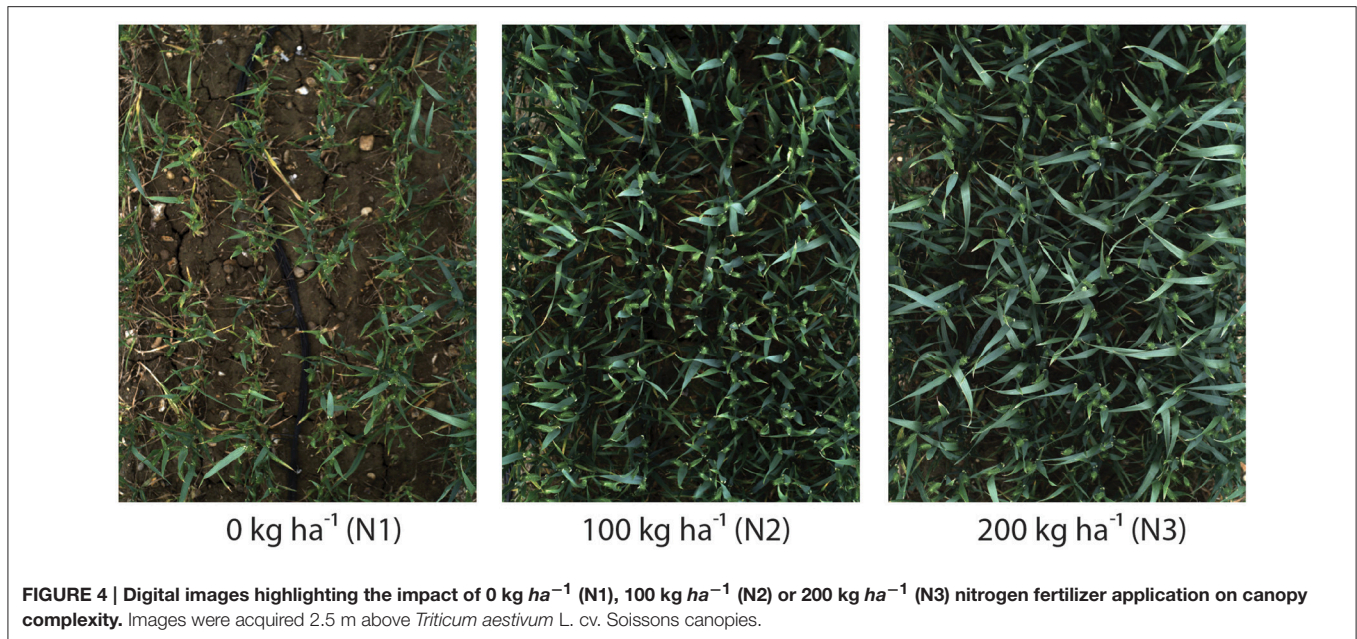 0 kg ha⁻¹ (N1)
100 kg ha⁻¹ (N2)
200 kg ha⁻¹ (N3)
FIGURE 4 | Digital images highlighting the impact of 0 kg ha⁻¹ (N1), 100 kg ha⁻¹ (N2) or 200 kg ha⁻¹ (N3) nitrogen fertilizer application on canopy
complexity. Images were acquired 2.5 m above Triticum aestivum L. cv. Soissons canopies.